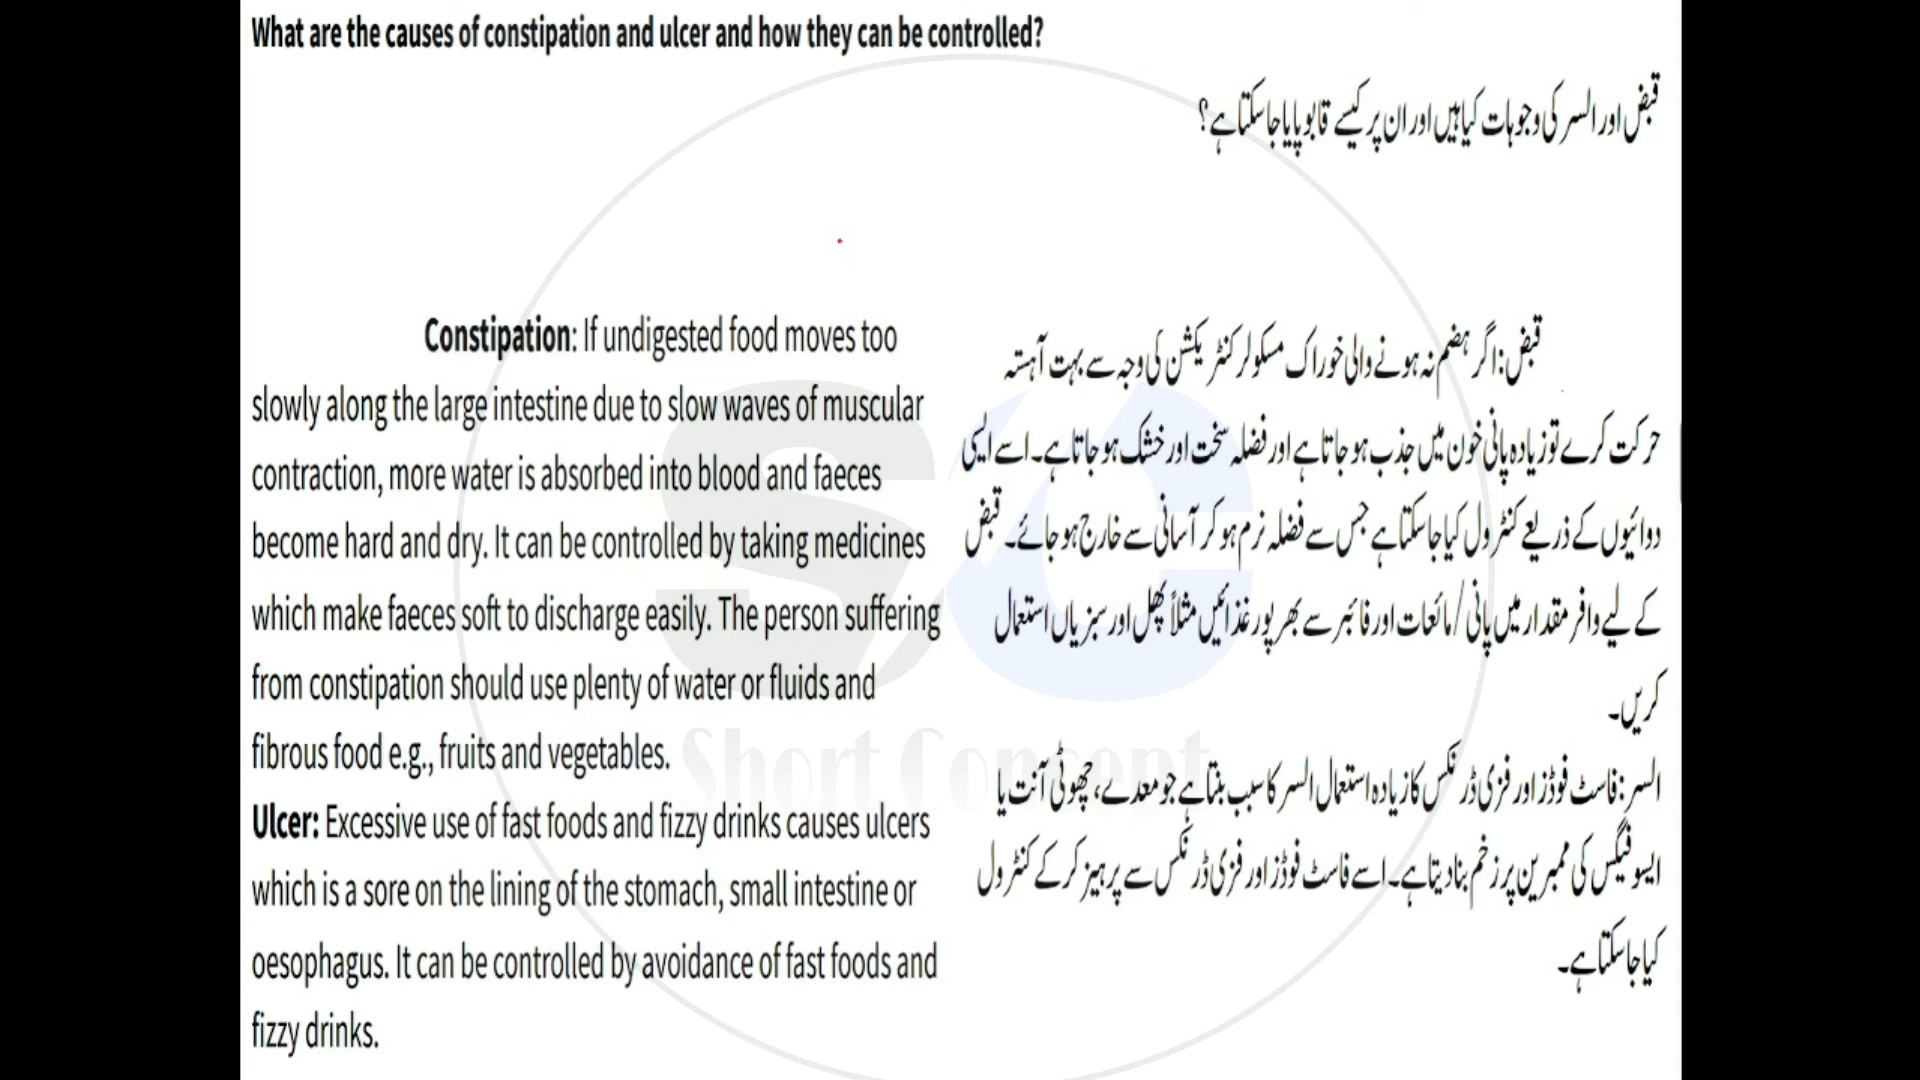 What are the causes of constipation and ulcer and how they can be controlled?
قبض اور السر کی وجوہات کیا ہیں اور ان پر کیسے قابو پایا جا سکتا ہے؟
Constipation: If undigested food moves too
slowly along the large intestine due to slow waves of muscular
contraction, more water is absorbed into blood and faeces
become hard and dry. It can be controlled by taking medicines
which make faeces soft to discharge easily. The person suffering
from constipation should use plenty of water or fluids and
fibrous food e.g., fruits and vegetables.
Ulcer: Excessive use of fast foods and fizzy drinks causes ulcers
which is a sore on the lining of the stomach, small intestine or
oesophagus. It can be controlled by avoidance of fast foods and
fizzy drinks.
قبض: اگر ہضم نہ ہونے والی خوراک مسکولر کنٹریکشن کی وجہ سے بہت آہستہ
حرکت کرے تو زیادہ پانی خون میں جذب ہو جاتا ہے اور فضلہ سخت اور خشک ہو جاتا ہے۔ اسے ایسی
دوائیوں کے ذریعے کنٹرول کیا جا سکتا ہے جس سے فضلہ نرم ہو کر آسانی سے خارج ہو جائے۔ قبض
کے لیے وافر مقدار میں پانی/مائعات اور فائبر سے بھرپور غذائیں مثلاً پھل اور سبزیاں استعمال
کریں۔
السر: فاسٹ فوڈز اور فزی ڈرنکس کا زیادہ استعمال السر کا سبب بنتا ہے جو معدے، چھوٹی آنت یا
ایسوفیگس کی ممبرین پر زخم بنا دیتا ہے۔ اسے فاسٹ فوڈز اور فزی ڈرنکس سے پرہیز کر کے کنٹرول
کیا جا سکتا ہے۔
S/C
Short Concept